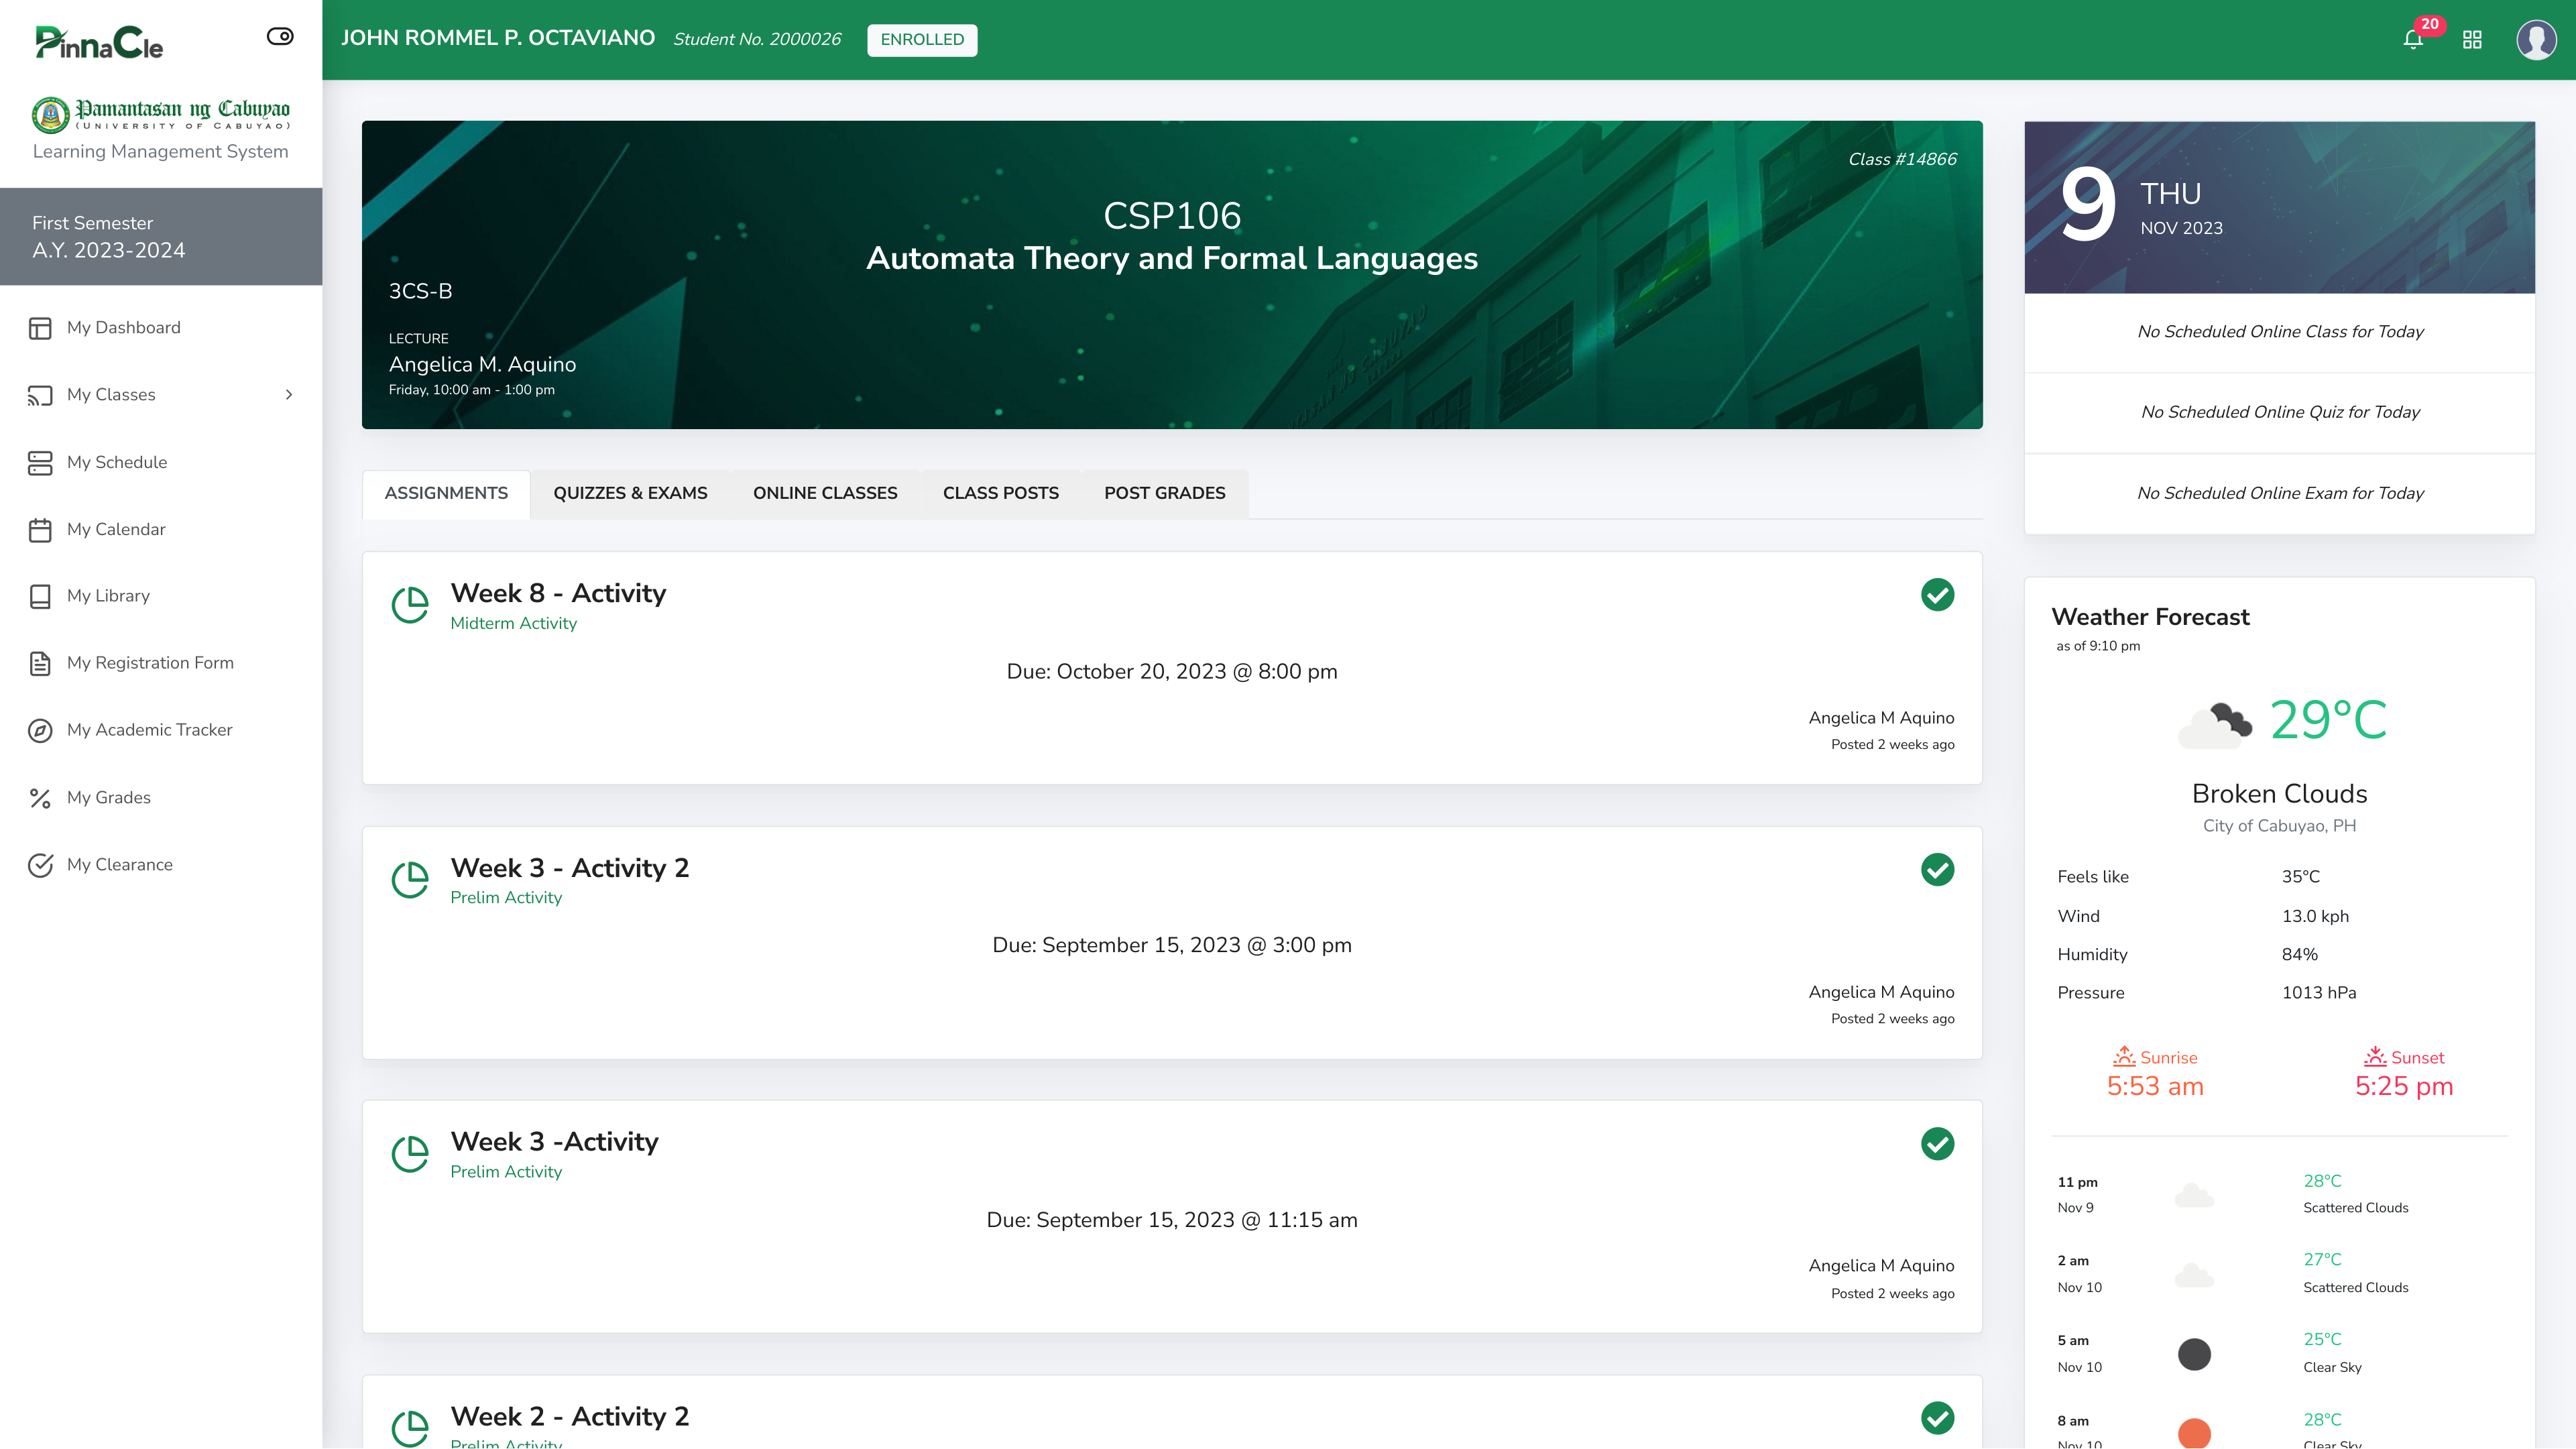 PinnaCle
Pamantasan ng Cabuyao
(UNIVERSITY OF CABUYAO)
Learning Management System
First Semester
A.Y. 2023-2024
My Dashboard
My Classes
My Schedule
My Calendar
My Library
My Registration Form
My Academic Tracker
My Grades
My Clearance
JOHN ROMMEL P. OCTAVIANO Student No. 2000026 ENROLLED
20
Class #14866
CSP106
Automata Theory and Formal Languages
3CS-B
LECTURE
Angelica M. Aquino
Friday, 10:00 am - 1:00 pm
ASSIGNMENTS QUIZZES & EXAMS ONLINE CLASSES CLASS POSTS POST GRADES
Week 8 - Activity
Midterm Activity
Due: October 20, 2023 @ 8:00 pm
Angelica M Aquino
Posted 2 weeks ago
Week 3 - Activity 2
Prelim Activity
Due: September 15, 2023 @ 3:00 pm
Angelica M Aquino
Posted 2 weeks ago
Week 3 -Activity
Prelim Activity
Due: September 15, 2023 @ 11:15 am
Angelica M Aquino
Posted 2 weeks ago
Week 2 - Activity 2
Prelim Activity
9
THU
NOV 2023
No Scheduled Online Class for Today
No Scheduled Online Quiz for Today
No Scheduled Online Exam for Today
Weather Forecast
as of 9:10 pm
29°C
Broken Clouds
City of Cabuyao, PH
Feels like 35°C
Wind 13.0 kph
Humidity 84%
Pressure 1013 hPa
Sunrise
5:53 am
Sunset
5:25 pm
11 pm 28°C
Nov 9 Scattered Clouds
2 am 27°C
Nov 10 Scattered Clouds
5 am 25°C
Nov 10 Clear Sky
8 am 28°C
Nov 10 Clear Sky